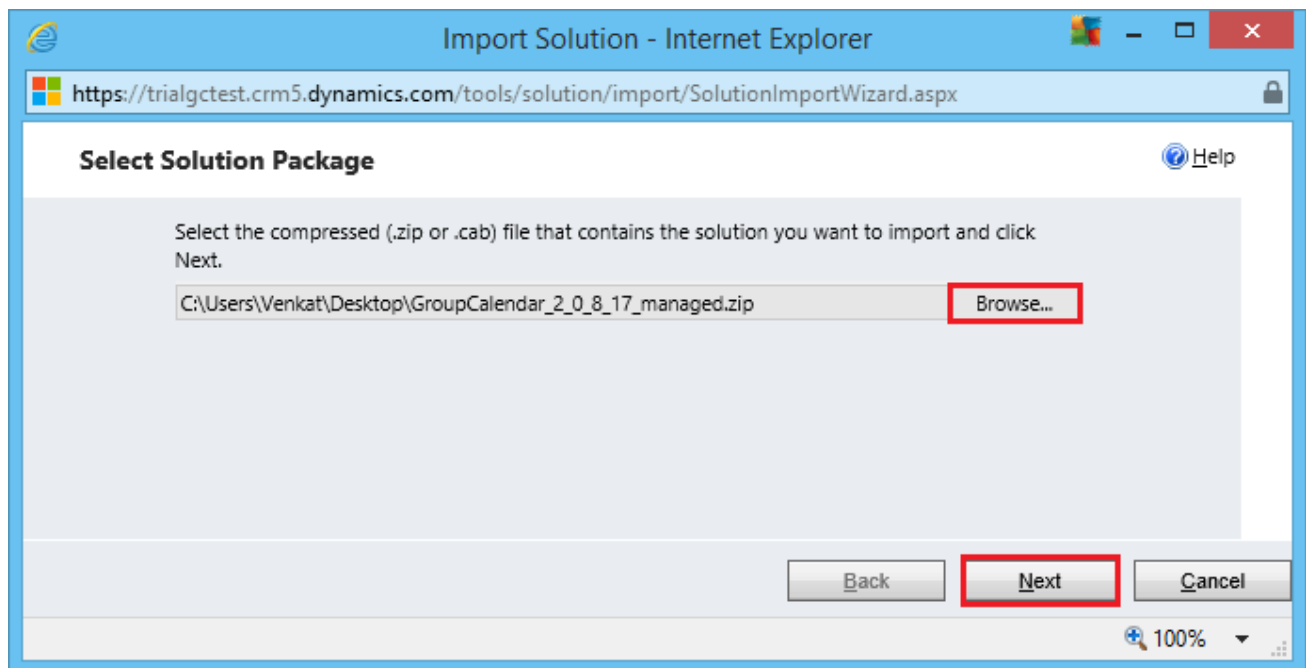 Import Solution - Internet Explorer
https://trialgctest.crm5.dynamics.com/tools/solution/import/SolutionImportWizard.aspx
Select Solution Package
Help
Select the compressed (.zip or .cab) file that contains the solution you want to import and click
Next.
C:\Users\Venkat\Desktop\GroupCalendar_2_0_8_17_managed.zip
Browse...
Back
Next
Cancel
100%